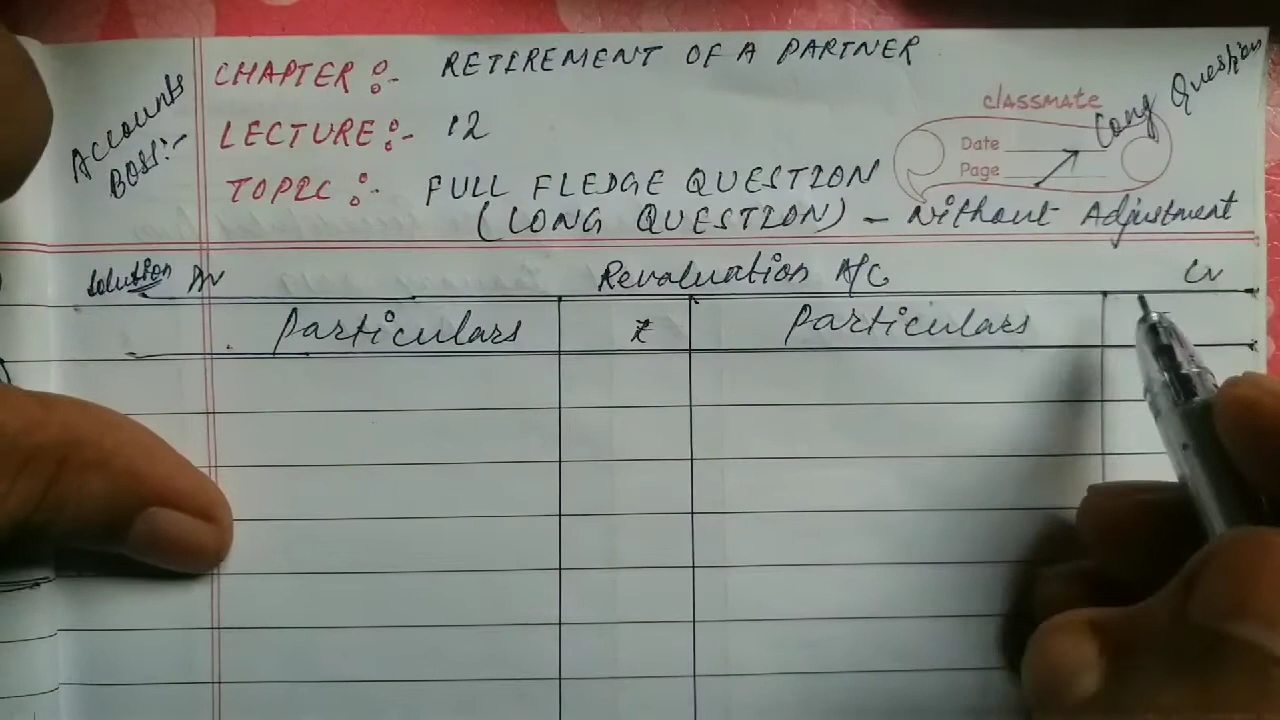 Accounts
BOSS:-
CHAPTER:- RETIREMENT OF A PARTNER
LECTURE:- 12
TOPIC:- FULL FLEDGE QUESTION
(LONG QUESTION) - Without Adjustment
classmate
Date
Page
Long Question
Solution Dr Revaluation A/C Cr
Particulars ₹ Particulars